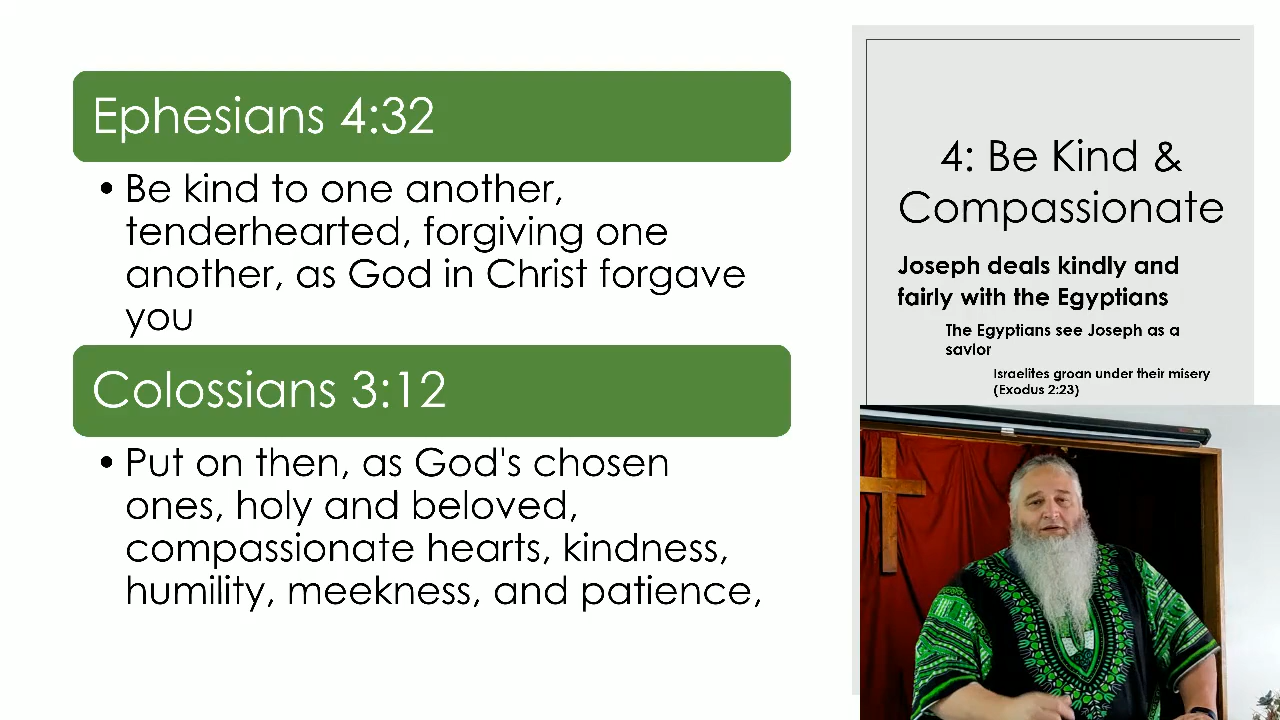 Ephesians 4:32
• Be kind to one another,
tenderhearted, forgiving one
another, as God in Christ forgave
you
Colossians 3:12
• Put on then, as God's chosen
ones, holy and beloved,
compassionate hearts, kindness,
humility, meekness, and patience,
4: Be Kind &
Compassionate
Joseph deals kindly and
fairly with the Egyptians
The Egyptians see Joseph as a
savior
Israelites groan under their misery
(Exodus 2:23)